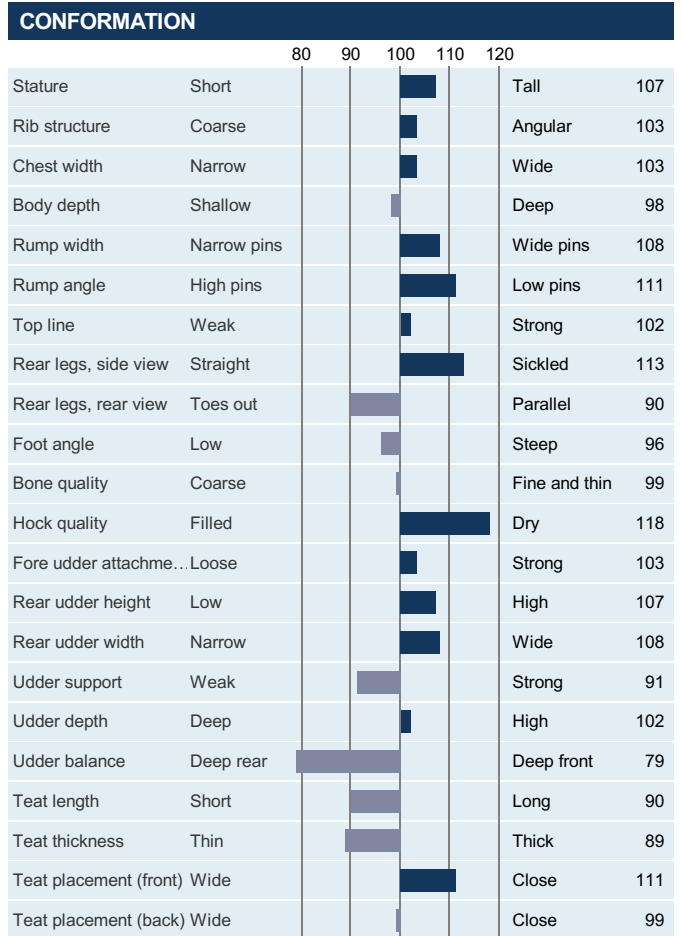 CONFORMATION
80 90 100 110 120
Stature Short Tall 107
Rib structure Coarse Angular 103
Chest width Narrow Wide 103
Body depth Shallow Deep 98
Rump width Narrow pins Wide pins 108
Rump angle High pins Low pins 111
Top line Weak Strong 102
Rear legs, side view Straight Sickled 113
Rear legs, rear view Toes out Parallel 90
Foot angle Low Steep 96
Bone quality Coarse Fine and thin 99
Hock quality Filled Dry 118
Fore udder attachme... Loose Strong 103
Rear udder height Low High 107
Rear udder width Narrow Wide 108
Udder support Weak Strong 91
Udder depth Deep High 102
Udder balance Deep rear Deep front 79
Teat length Short Long 90
Teat thickness Thin Thick 89
Teat placement (front) Wide Close 111
Teat placement (back) Wide Close 99